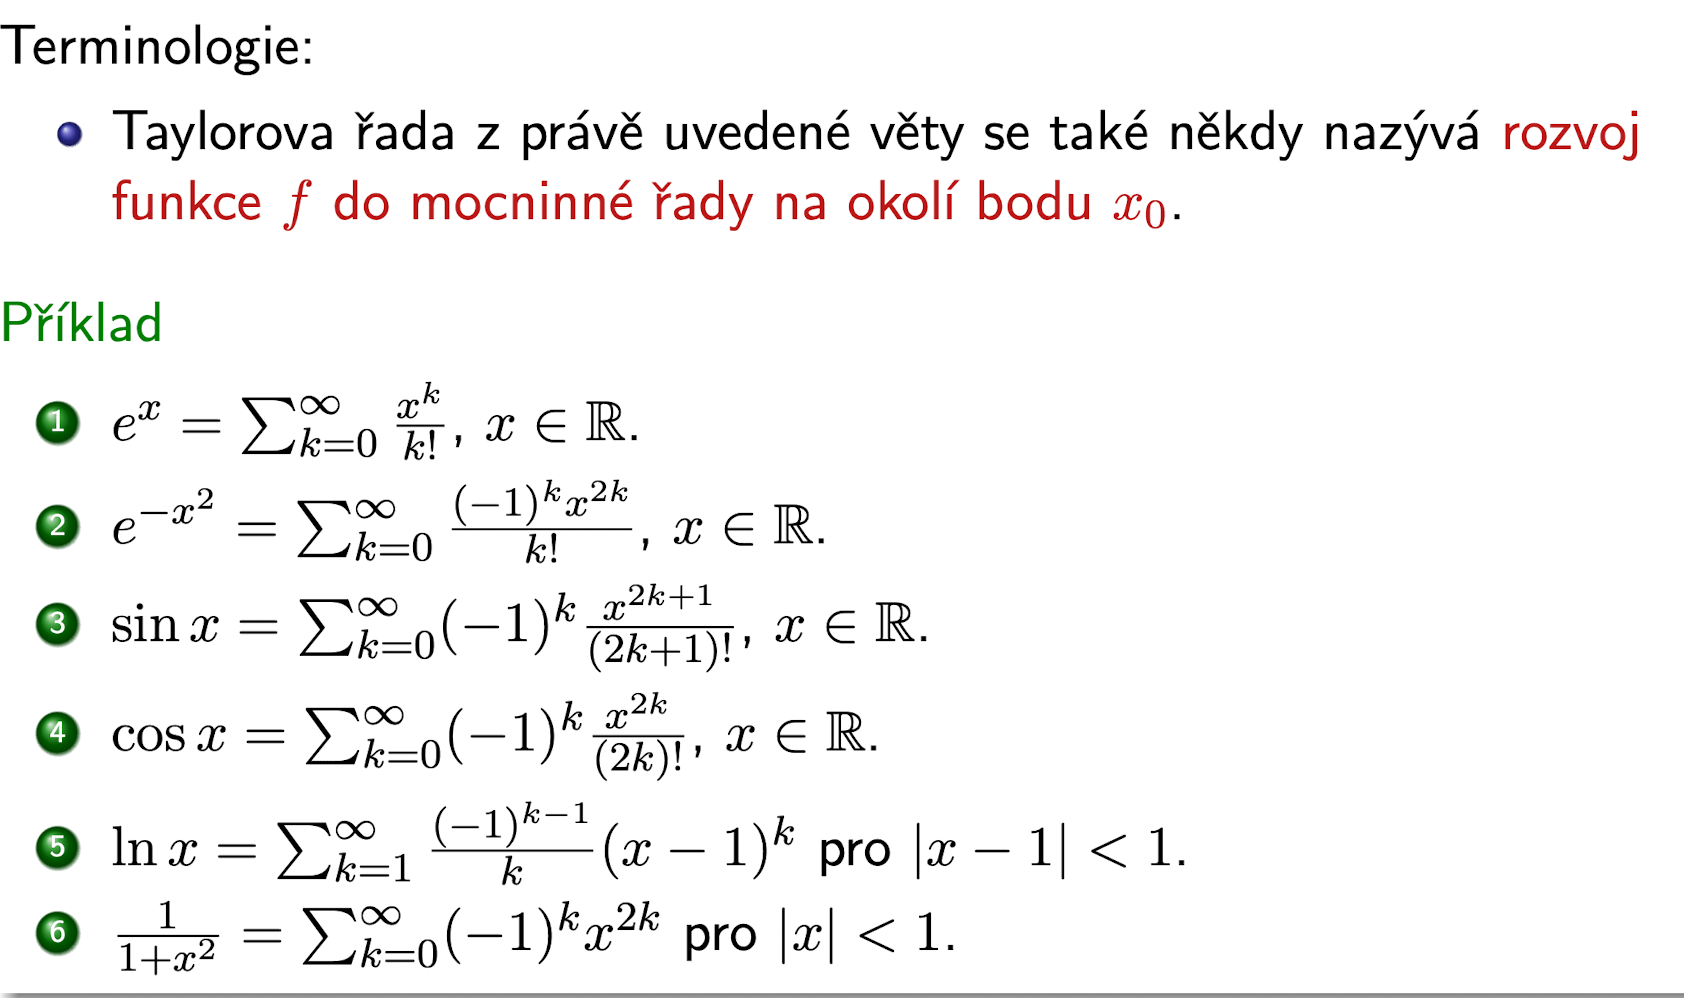 Terminologie:
Taylorova řada z právě uvedené věty se také někdy nazývá rozvoj
funkce $f$ do mocninné řady na okolí bodu $x_0$.
Příklad
1 $e^x = \sum_{k=0}^{\infty} \frac{x^k}{k!}$, $x \in \mathbb{R}$.
2 $e^{-x^2} = \sum_{k=0}^{\infty} \frac{(-1)^k x^{2k}}{k!}$, $x \in \mathbb{R}$.
3 $\sin x = \sum_{k=0}^{\infty} (-1)^k \frac{x^{2k+1}}{(2k+1)!}$, $x \in \mathbb{R}$.
4 $\cos x = \sum_{k=0}^{\infty} (-1)^k \frac{x^{2k}}{(2k)!}$, $x \in \mathbb{R}$.
5 $\ln x = \sum_{k=1}^{\infty} \frac{(-1)^{k-1}}{k} (x-1)^k$ pro $|x-1| < 1$.
6 $\frac{1}{1+x^2} = \sum_{k=0}^{\infty} (-1)^k x^{2k}$ pro $|x| < 1$.